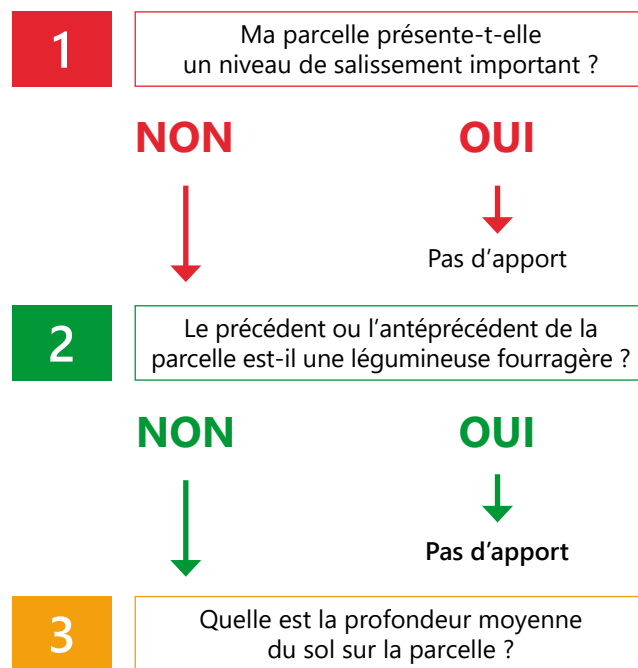 1
Ma parcelle présente-t-elle
un niveau de salissement important ?
NON
OUI
Pas d’apport
2
Le précédent ou l’antéprécédent de la
parcelle est-il une légumineuse fourragère ?
NON
OUI
Pas d’apport
3
Quelle est la profondeur moyenne
du sol sur la parcelle ?